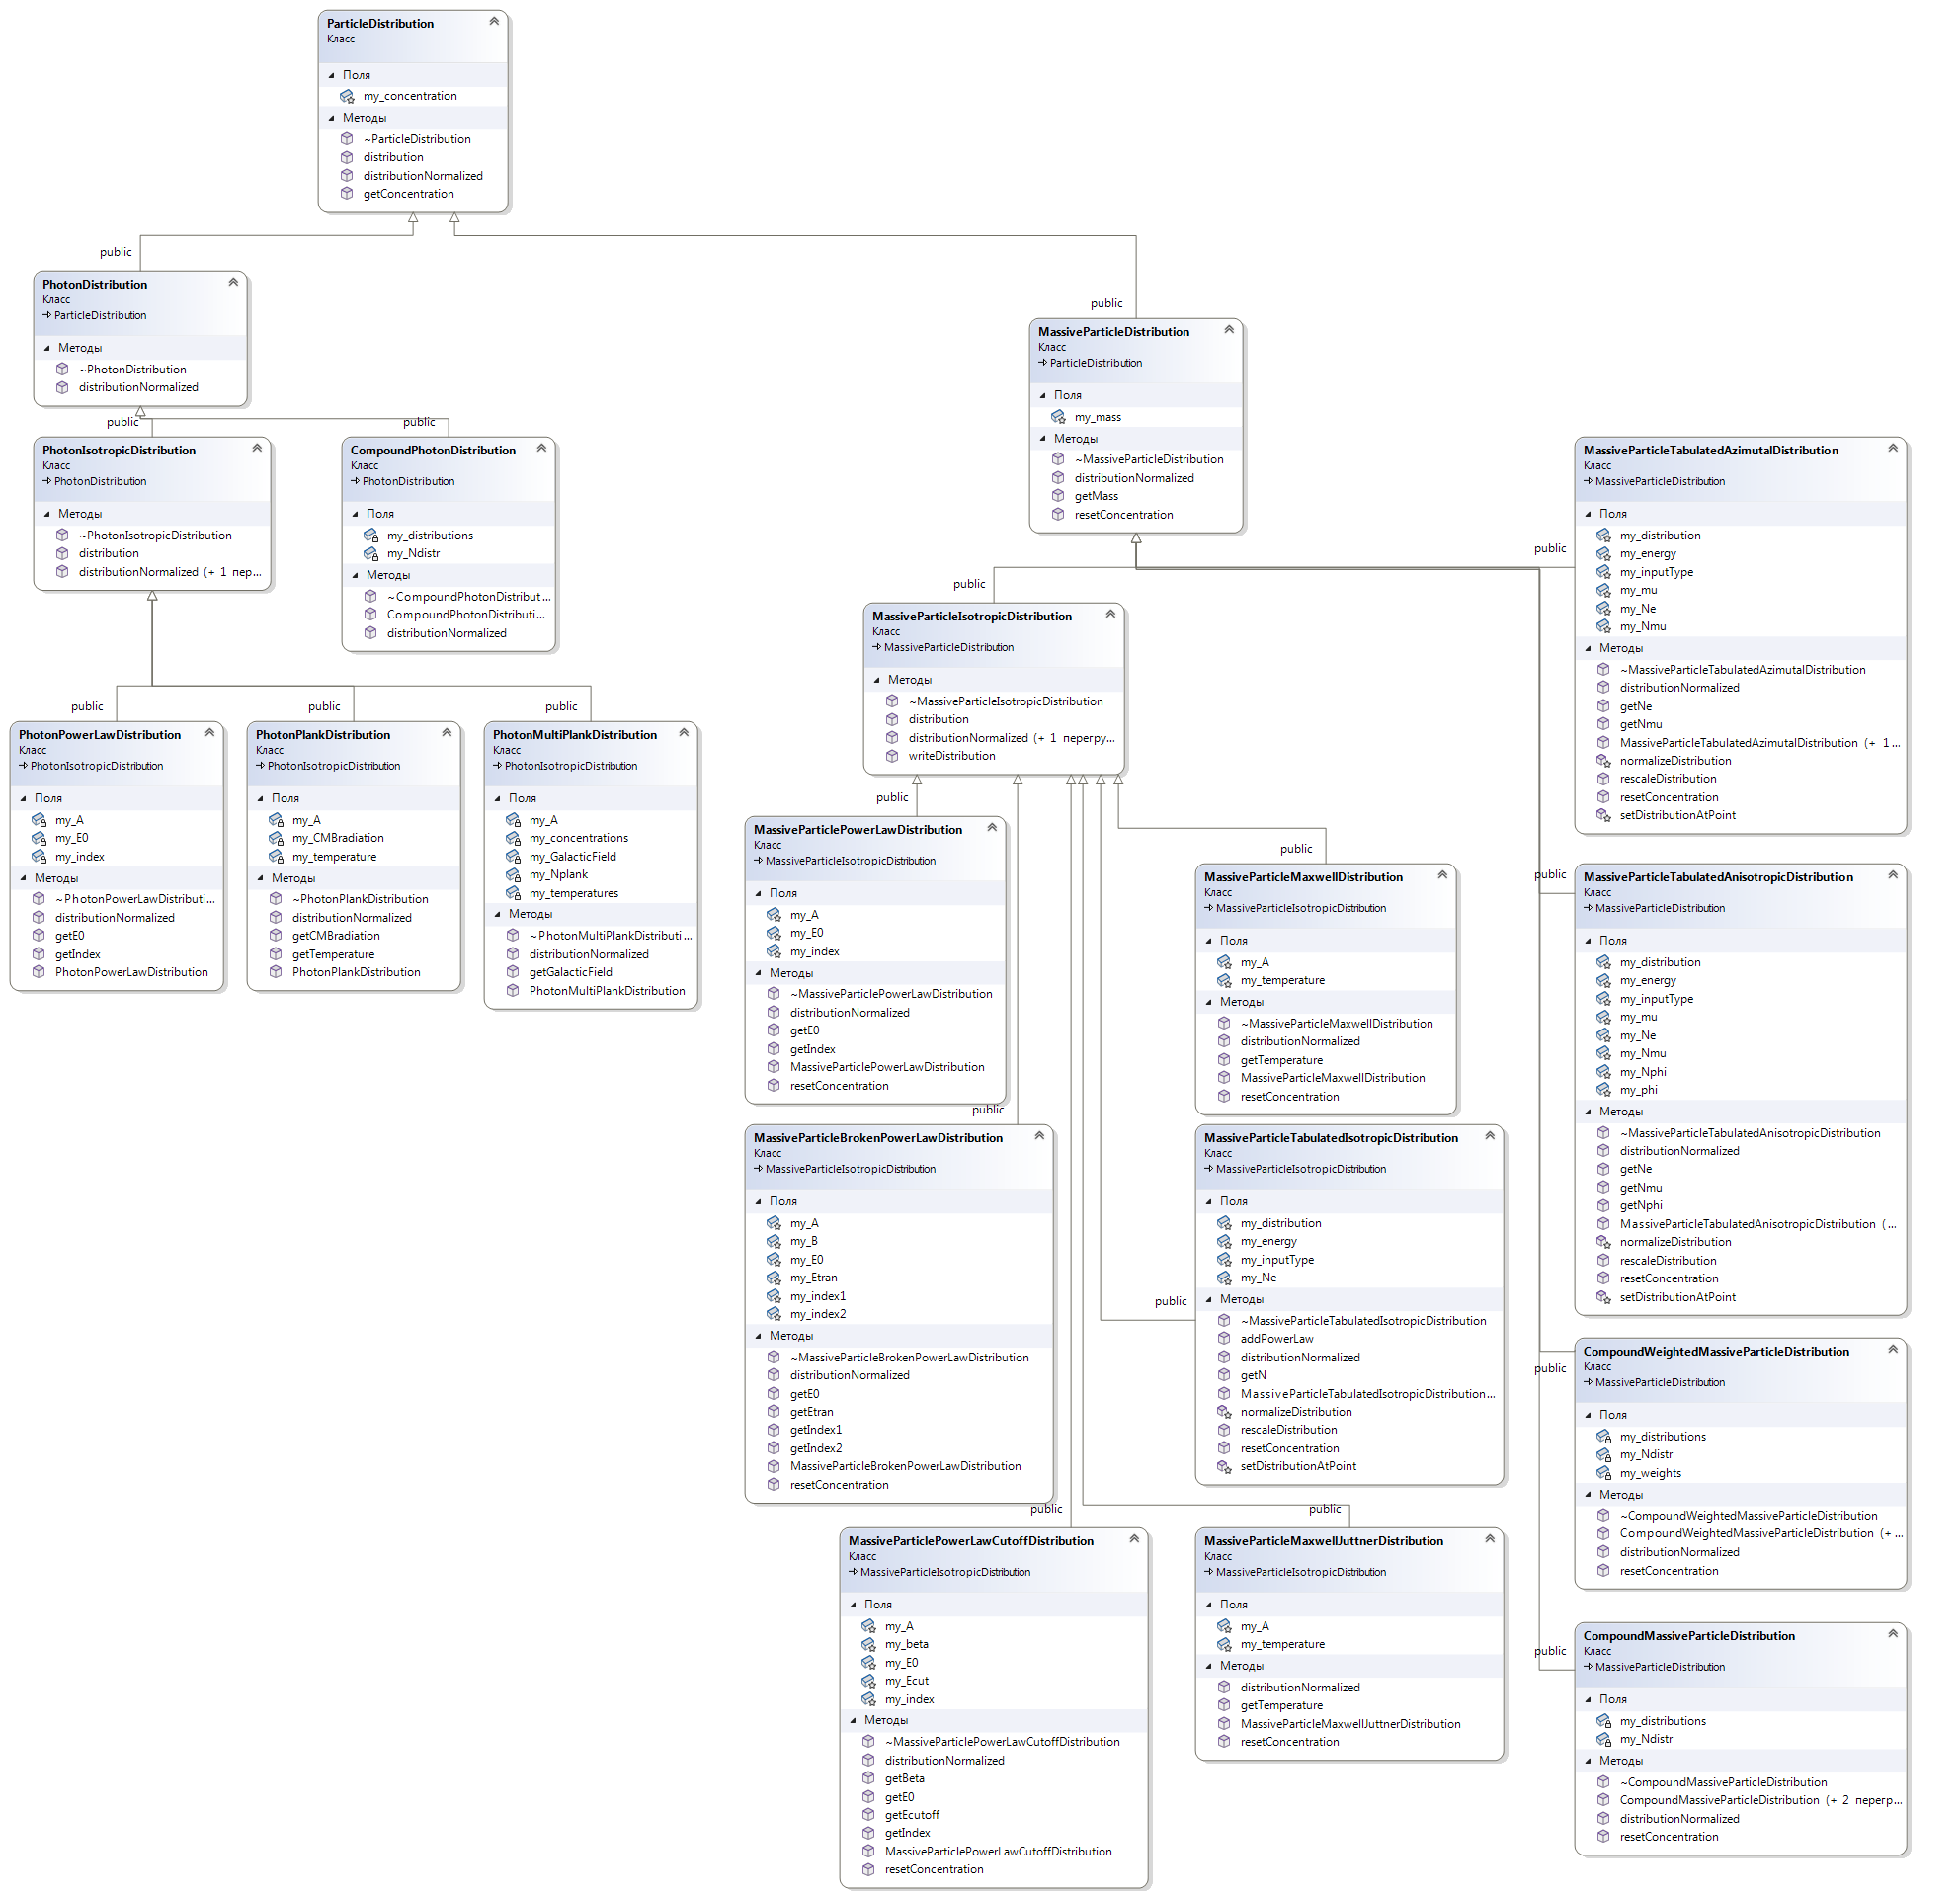 ParticleDistribution
Класс
Поля
my_concentration
Методы
~ParticleDistribution
distribution
distributionNormalized
getConcentration
public
public
PhotonDistribution
Класс
ParticleDistribution
Методы
~PhotonDistribution
distributionNormalized
MassiveParticleDistribution
Класс
ParticleDistribution
Поля
my_mass
Методы
~MassiveParticleDistribution
distributionNormalized
getMass
resetConcentration
public
public
PhotonIsotropicDistribution
Класс
PhotonDistribution
Методы
~PhotonIsotropicDistribution
distribution
distributionNormalized (+ 1 пер...
CompoundPhotonDistribution
Класс
PhotonDistribution
Поля
my_distributions
my_Ndistr
Методы
~CompoundPhotonDistribut...
CompoundPhotonDistributi...
distributionNormalized
public
public
public
PhotonPowerLawDistribution
Класс
PhotonIsotropicDistribution
Поля
my_A
my_E0
my_index
Методы
~PhotonPowerLawDistributi...
distributionNormalized
getE0
getIndex
PhotonPowerLawDistribution
PhotonPlankDistribution
Класс
PhotonIsotropicDistribution
Поля
my_A
my_CMBradiation
my_temperature
Методы
~PhotonPlankDistribution
distributionNormalized
getCMBradiation
getTemperature
PhotonPlankDistribution
PhotonMultiPlankDistribution
Класс
PhotonIsotropicDistribution
Поля
my_A
my_concentrations
my_GalacticField
my_Nplank
my_temperatures
Методы
~PhotonMultiPlankDistributi...
distributionNormalized
getGalacticField
PhotonMultiPlankDistribution
public
MassiveParticleIsotropicDistribution
Класс
MassiveParticleDistribution
Методы
~MassiveParticleIsotropicDistribution
distribution
distributionNormalized (+ 1 перегру...
writeDistribution
public
MassiveParticlePowerLawDistribution
Класс
MassiveParticleIsotropicDistribution
Поля
my_A
my_E0
my_index
Методы
~MassiveParticlePowerLawDistribution
distributionNormalized
getE0
getIndex
MassiveParticlePowerLawDistribution
resetConcentration
public
MassiveParticleBrokenPowerLawDistribution
Класс
MassiveParticleIsotropicDistribution
Поля
my_A
my_B
my_E0
my_Etran
my_index1
my_index2
Методы
~MassiveParticleBrokenPowerLawDistribution
distributionNormalized
getE0
getEtran
getIndex1
getIndex2
MassiveParticleBrokenPowerLawDistribution
resetConcentration
public
MassiveParticlePowerLawCutoffDistribution
Класс
MassiveParticleIsotropicDistribution
Поля
my_A
my_beta
my_E0
my_Ecut
my_index
Методы
~MassiveParticlePowerLawCutoffDistribution
distributionNormalized
getBeta
getE0
getEcutoff
getIndex
MassiveParticlePowerLawCutoffDistribution
resetConcentration
public
MassiveParticleMaxwellDistribution
Класс
MassiveParticleIsotropicDistribution
Поля
my_A
my_temperature
Методы
~MassiveParticleMaxwellDistribution
distributionNormalized
getTemperature
MassiveParticleMaxwellDistribution
resetConcentration
public
MassiveParticleTabulatedIsotropicDistribution
Класс
MassiveParticleIsotropicDistribution
Поля
my_distribution
my_energy
my_inputType
my_Ne
Методы
~MassiveParticleTabulatedIsotropicDistribution
addPowerLaw
distributionNormalized
getN
MassiveParticleTabulatedIsotropicDistribution...
normalizeDistribution
rescaleDistribution
resetConcentration
setDistributionAtPoint
public
MassiveParticleMaxwellJuttnerDistribution
Класс
MassiveParticleIsotropicDistribution
Поля
my_A
my_temperature
Методы
distributionNormalized
getTemperature
MassiveParticleMaxwellJuttnerDistribution
resetConcentration
public
MassiveParticleTabulatedAzimutalDistribution
Класс
MassiveParticleDistribution
Поля
my_distribution
my_energy
my_inputType
my_mu
my_Ne
my_Nmu
Методы
~MassiveParticleTabulatedAzimutalDistribution
distributionNormalized
getNe
getNmu
MassiveParticleTabulatedAzimutalDistribution (+ 1...
normalizeDistribution
rescaleDistribution
resetConcentration
setDistributionAtPoint
public
MassiveParticleTabulatedAnisotropicDistribution
Класс
MassiveParticleDistribution
Поля
my_distribution
my_energy
my_inputType
my_mu
my_Ne
my_Nmu
my_Nphi
my_phi
Методы
~MassiveParticleTabulatedAnisotropicDistribution
distributionNormalized
getNe
getNmu
getNphi
MassiveParticleTabulatedAnisotropicDistribution (...
normalizeDistribution
rescaleDistribution
resetConcentration
setDistributionAtPoint
public
CompoundWeightedMassiveParticleDistribution
Класс
MassiveParticleDistribution
Поля
my_distributions
my_Ndistr
my_weights
Методы
~CompoundWeightedMassiveParticleDistribution
CompoundWeightedMassiveParticleDistribution (+ ...
distributionNormalized
resetConcentration
public
CompoundMassiveParticleDistribution
Класс
MassiveParticleDistribution
Поля
my_distributions
my_Ndistr
Методы
~CompoundMassiveParticleDistribution
CompoundMassiveParticleDistribution (+ 2 перегр...
distributionNormalized
resetConcentration